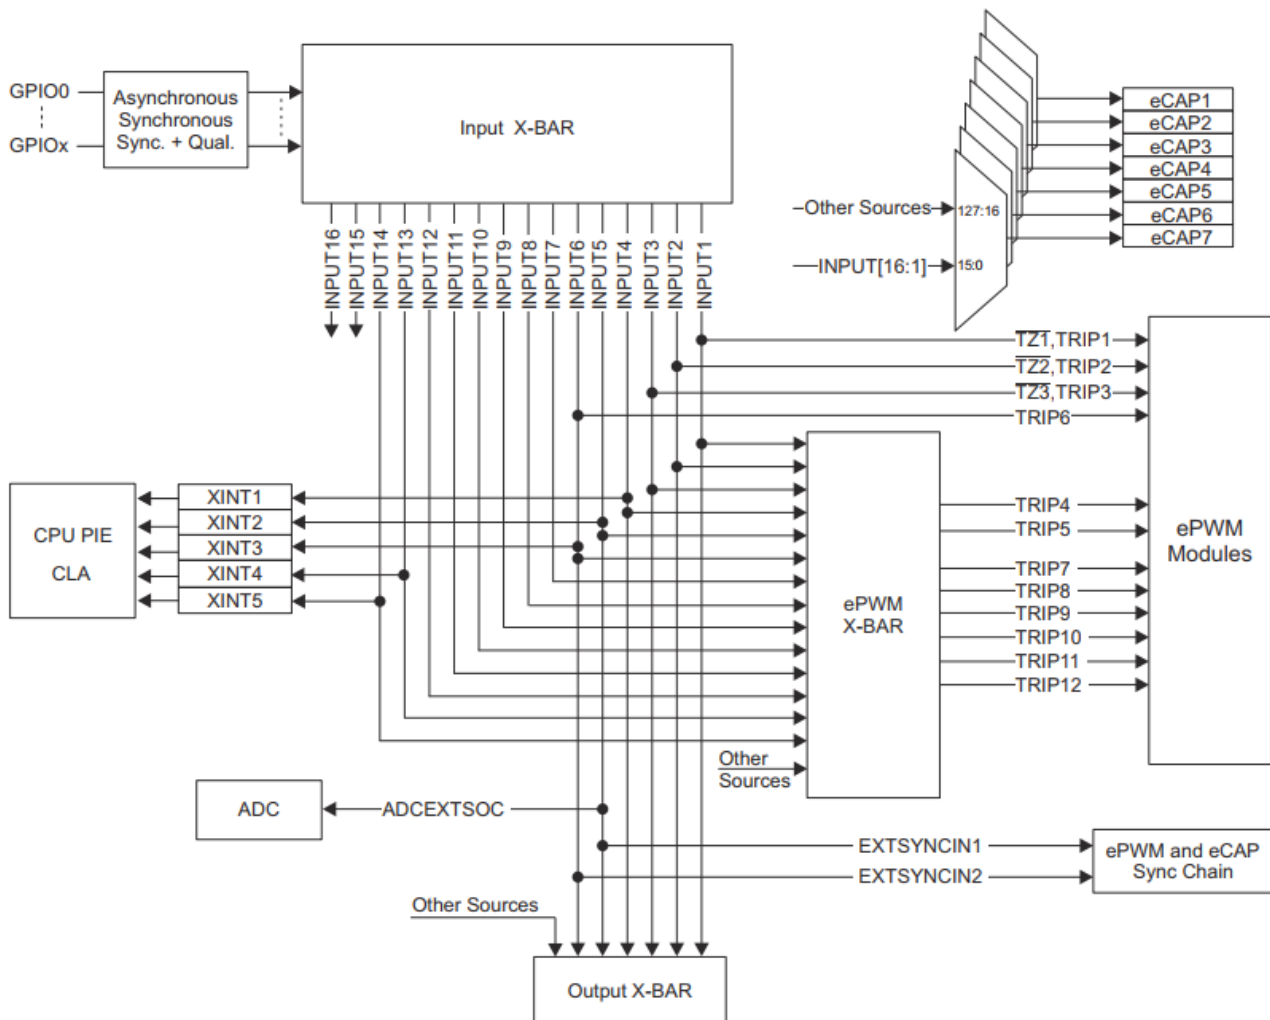 GPIO0
GPIOx
Asynchronous
Synchronous
Sync. + Qual.
Input X-BAR
INPUT16
INPUT15
INPUT14
INPUT13
INPUT12
INPUT11
INPUT10
INPUT9
INPUT8
INPUT7
INPUT6
INPUT5
INPUT4
INPUT3
INPUT2
INPUT1
Other Sources
127:16
INPUT[16:1]
15:0
eCAP1
eCAP2
eCAP3
eCAP4
eCAP5
eCAP6
eCAP7
TZ1,TRIP1
TZ2,TRIP2
TZ3,TRIP3
TRIP6
CPU PIE
CLA
XINT1
XINT2
XINT3
XINT4
XINT5
ePWM
X-BAR
TRIP4
TRIP5
TRIP7
TRIP8
TRIP9
TRIP10
TRIP11
TRIP12
ePWM
Modules
Other
Sources
ADC
ADCEXTSOC
EXTSYNCIN1
EXTSYNCIN2
ePWM and eCAP
Sync Chain
Other Sources
Output X-BAR